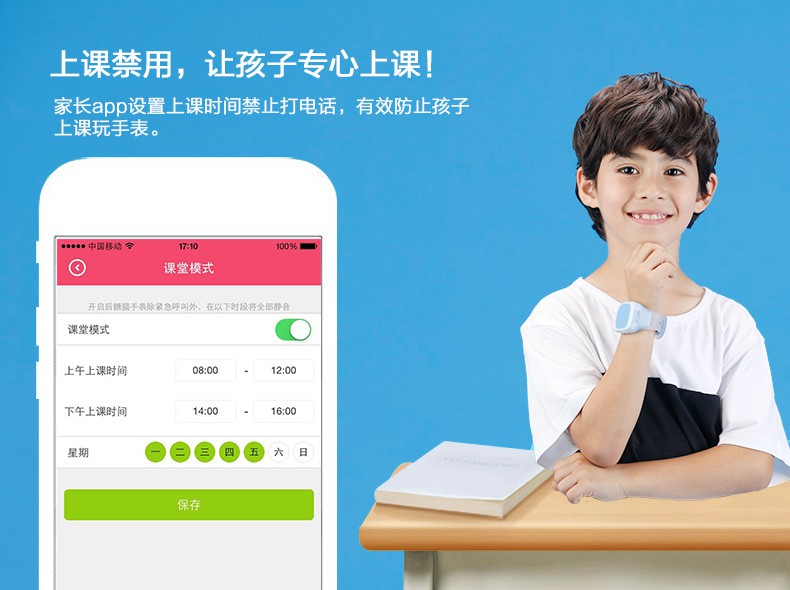 上课禁用，让孩子专心上课！
家长app设置上课时间禁止打电话，有效防止孩子
上课玩手表。
中国移动 17:10 100%
课堂模式
开启后糖猫手表除紧急呼叫外，在以下时段将全部静音
课堂模式
上午上课时间 08:00 - 12:00
下午上课时间 14:00 - 16:00
星期 一 二 三 四 五 六 日
保存